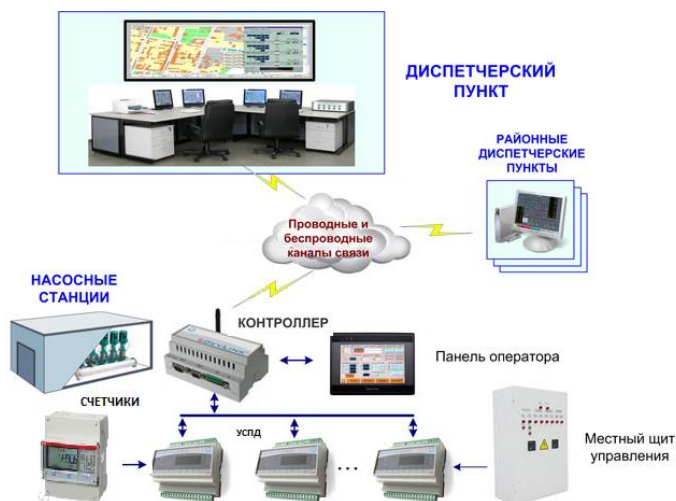 ДИСПЕТЧЕРСКИЙ
ПУНКТ
РАЙОННЫЕ
ДИСПЕТЧЕРСКИЕ
ПУНКТЫ
Проводные и
беспроводные
каналы связи
НАСОСНЫЕ
СТАНЦИИ
КОНТРОЛЛЕР
Панель оператора
СЧЕТЧИКИ
УСПД
...
Местный щит
управления